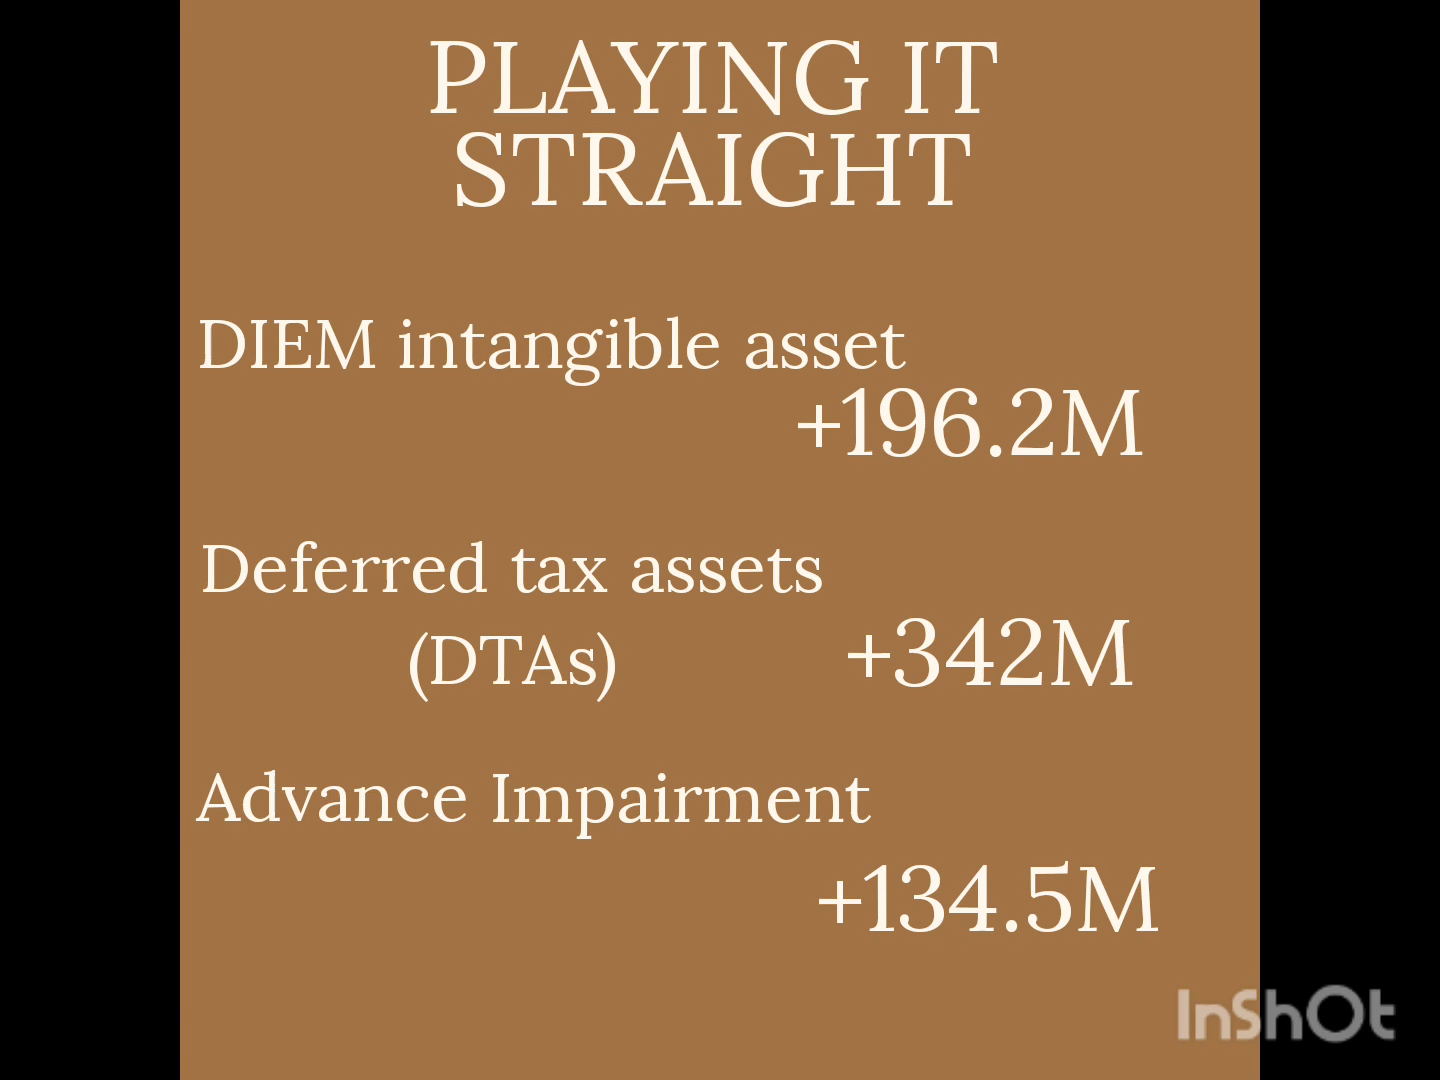 PLAYING IT
STRAIGHT
DIEM intangible asset
+196.2M
Deferred tax assets
(DTAs) +342M
Advance Impairment
+134.5M
InShOt